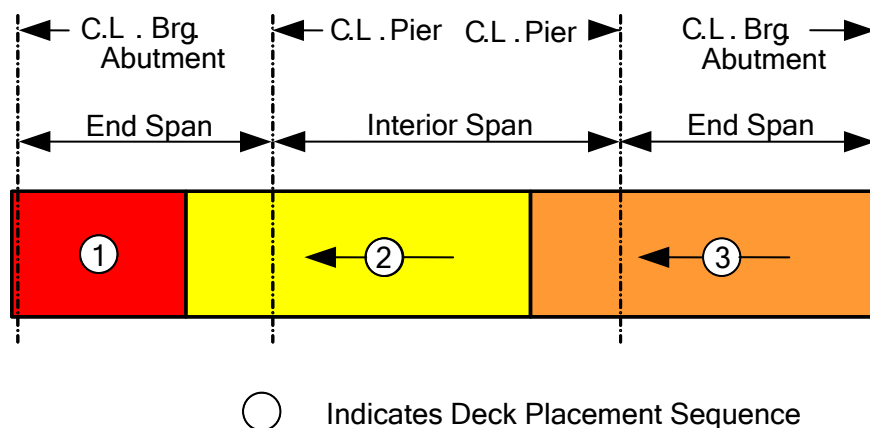 C.L . Brg. Abutment
C.L . Pier
C.L . Pier
C.L . Brg. Abutment
End Span
Interior Span
End Span
1
2
3
Indicates Deck Placement Sequence